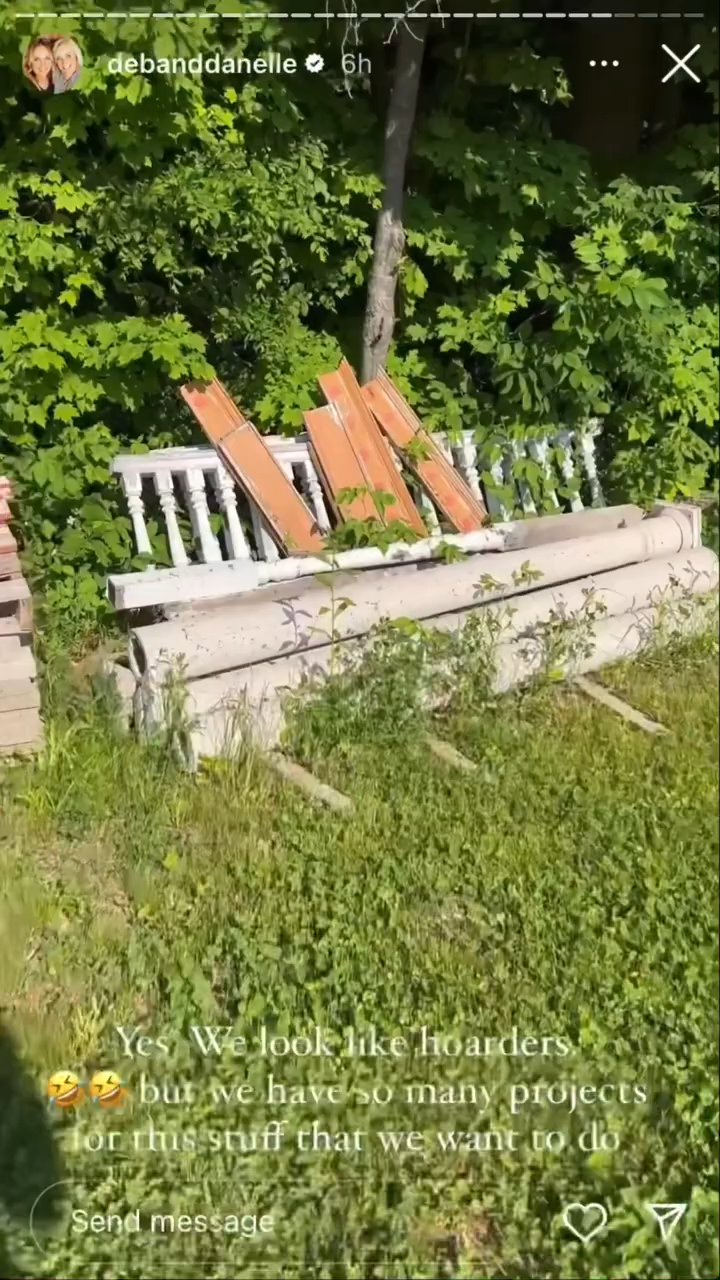 debanddanelle 6h
Yes. We look like hoarders.
🤣🤣 but we have so many projects
for this stuff that we want to do
Send message